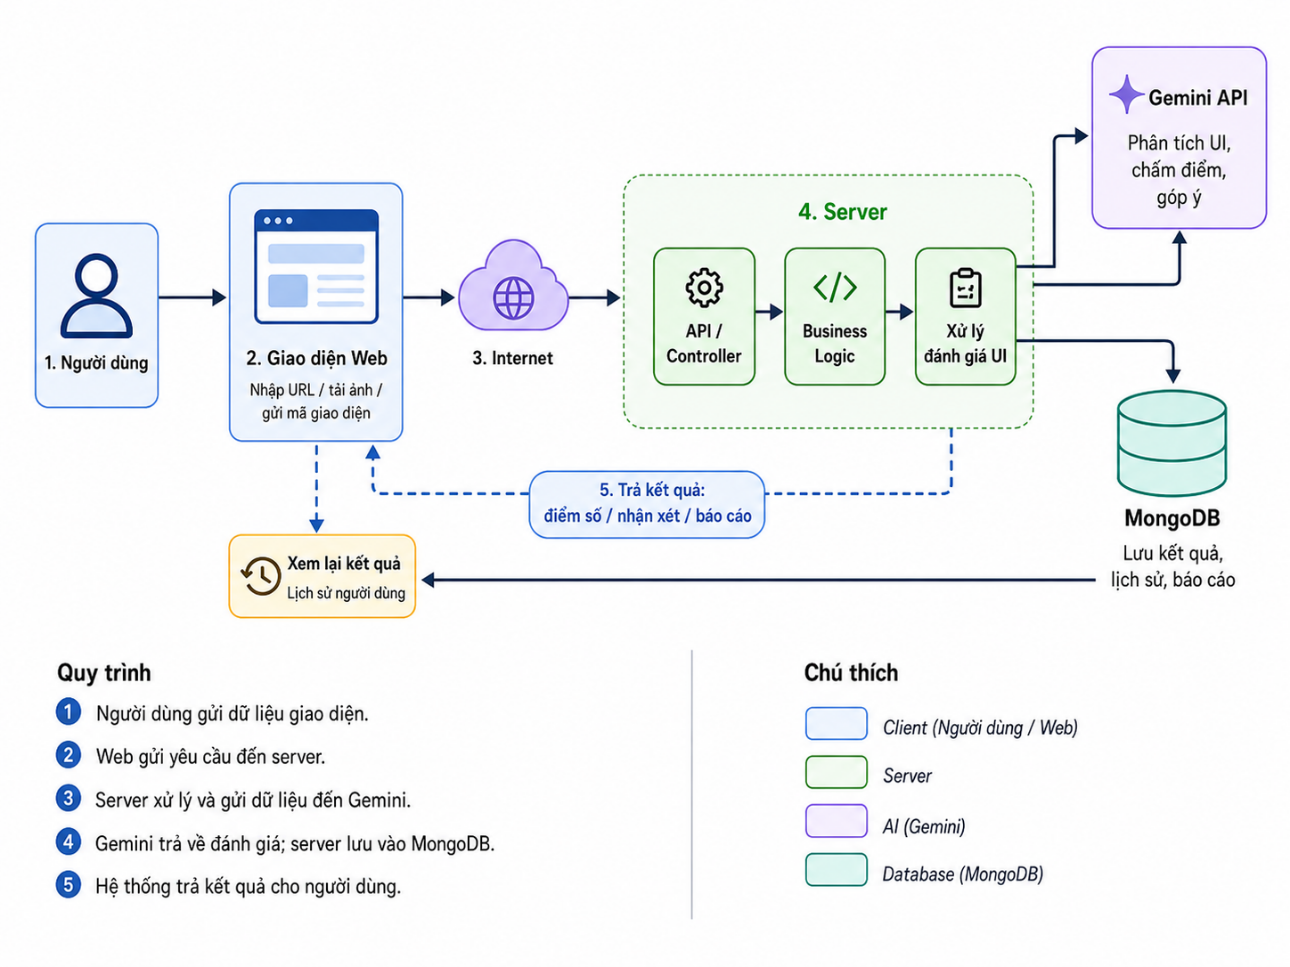 Gemini API
Phân tích UI,
chấm điểm,
góp ý
4. Server
1. Người dùng
2. Giao diện Web
Nhập URL / tải ảnh /
gửi mã giao diện
3. Internet
API /
Controller
Business
Logic
Xử lý
đánh giá UI
5. Trả kết quả:
điểm số / nhận xét / báo cáo
MongoDB
Lưu kết quả,
lịch sử, báo cáo
Xem lại kết quả
Lịch sử người dùng
Quy trình
1 Người dùng gửi dữ liệu giao diện.
2 Web gửi yêu cầu đến server.
3 Server xử lý và gửi dữ liệu đến Gemini.
4 Gemini trả về đánh giá; server lưu vào MongoDB.
5 Hệ thống trả kết quả cho người dùng.
Chú thích
Client (Người dùng / Web)
Server
AI (Gemini)
Database (MongoDB)